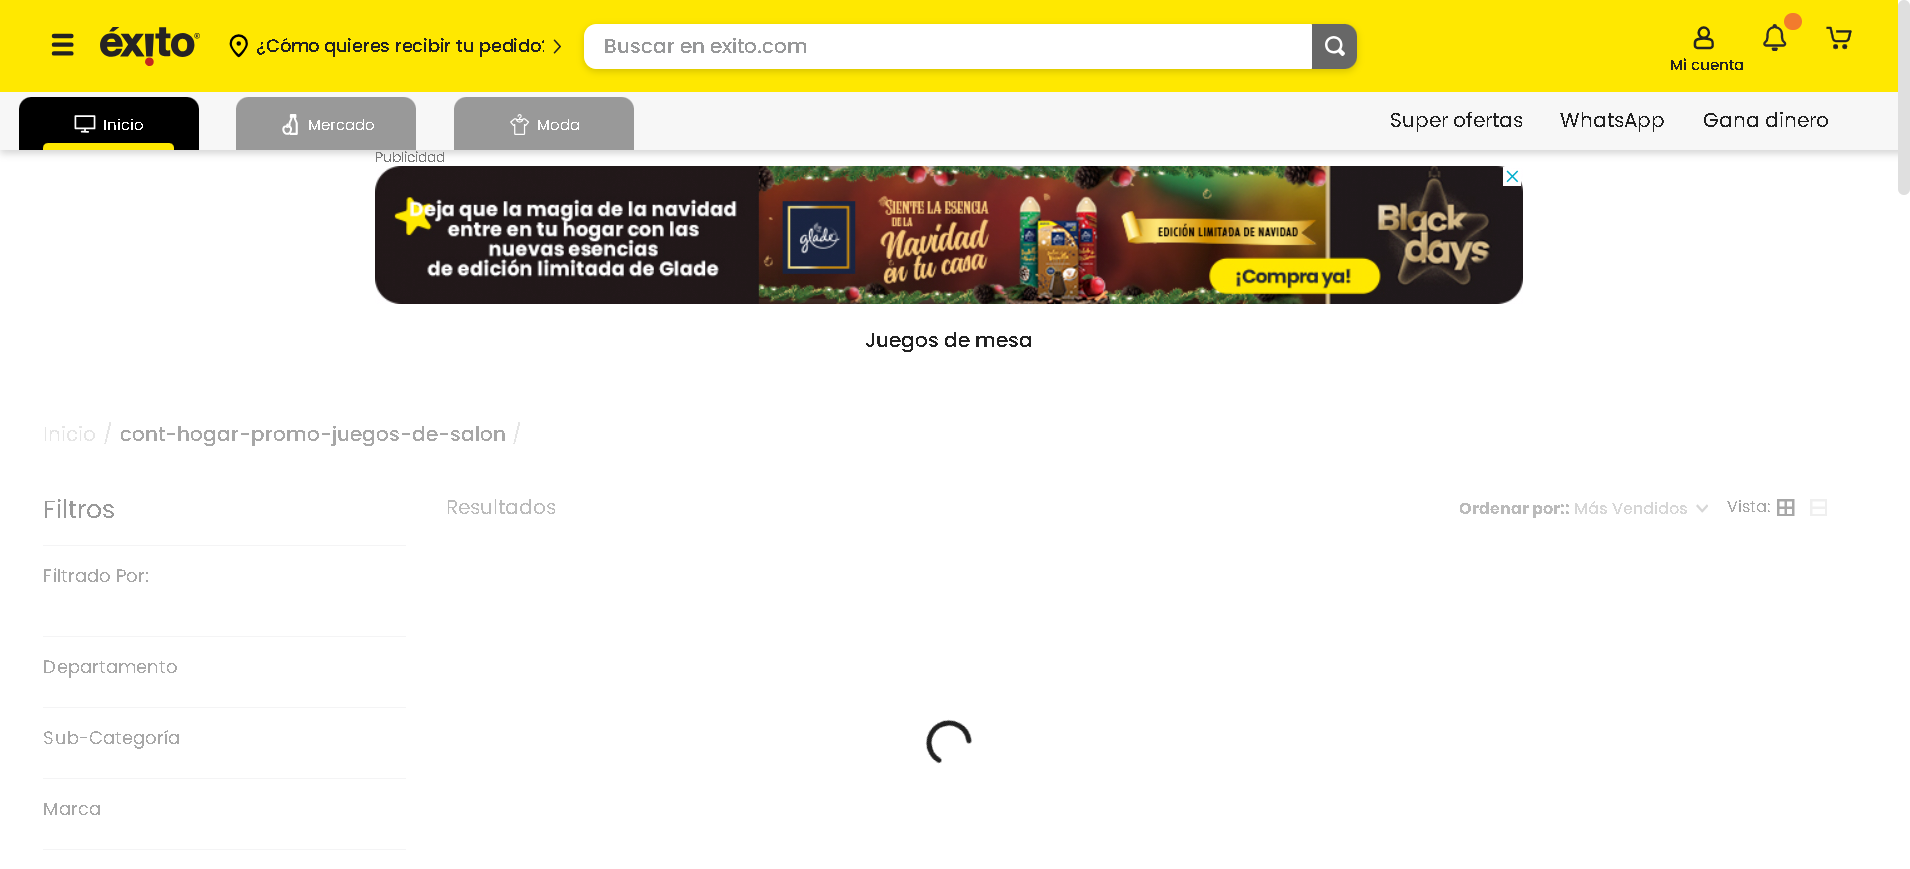 éxito®
¿Cómo quieres recibir tu pedido?
Buscar en exito.com
Mi cuenta
Inicio
Mercado
Moda
Super ofertas
WhatsApp
Gana dinero
Publicidad
Deja que la magia de la navidad
entre en tu hogar con las
nuevas esencias
de edición limitada de Glade
glade
SIENTE LA ESENCIA
DE LA
Navidad
en tu casa
EDICIÓN LIMITADA DE NAVIDAD
¡Compra ya!
Black
days
Juegos de mesa
Inicio / cont-hogar-promo-juegos-de-salon /
Filtros
Resultados
Ordenar por:: Más Vendidos
Vista:
Filtrado Por:
Departamento
Sub-Categoría
Marca